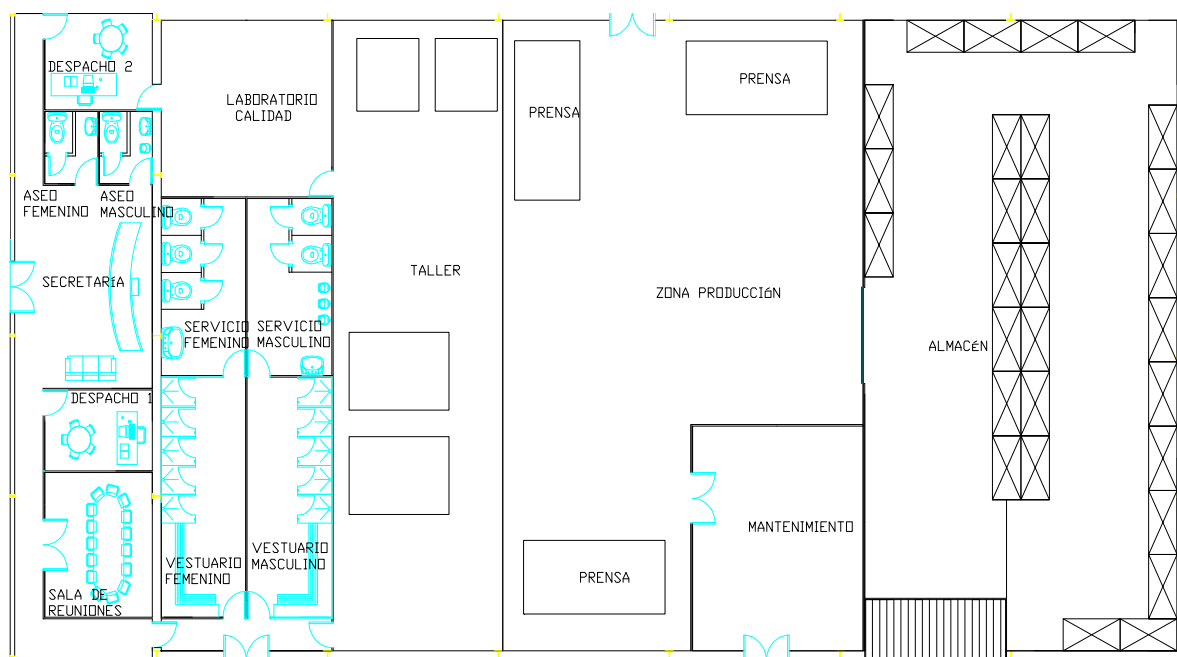 DESPACHO 2
LABORATORIO
CALIDAD
PRENSA
PRENSA
ASEO
FEMENINO
ASEO
MASCULINO
SECRETARíA
TALLER
ZONA PRODUCCIóN
SERVICIO
FEMENINO
SERVICIO
MASCULINO
ALMACéN
DESPACHO 1
MANTENIMIENTO
VESTUARIO
FEMENINO
VESTUARIO
MASCULINO
PRENSA
SALA DE
REUNIONES